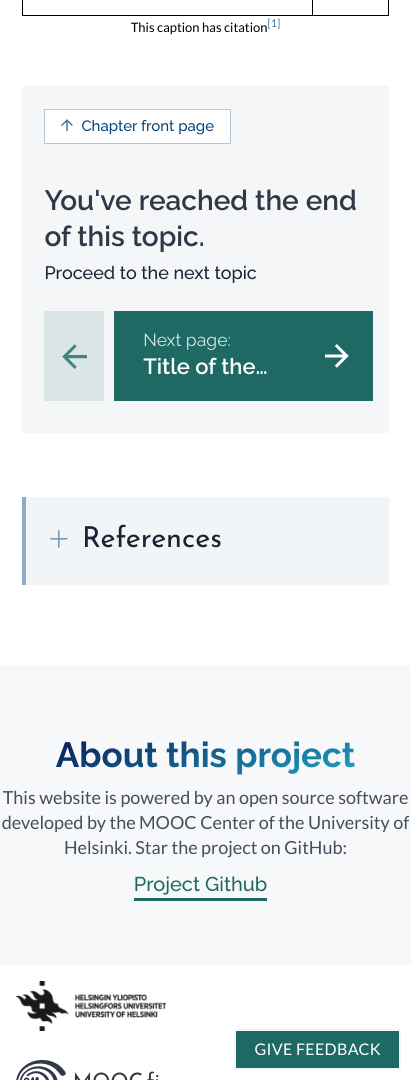 This caption has citation[1]
Chapter front page
You've reached the end
of this topic.
Proceed to the next topic
Next page:
Title of the...
References
About this project
This website is powered by an open source software
developed by the MOOC Center of the University of
Helsinki. Star the project on GitHub:
Project Github
HELSINGIN YLIOPISTO
HELSINGFORS UNIVERSITET
UNIVERSITY OF HELSINKI
GIVE FEEDBACK
MOOC.fi